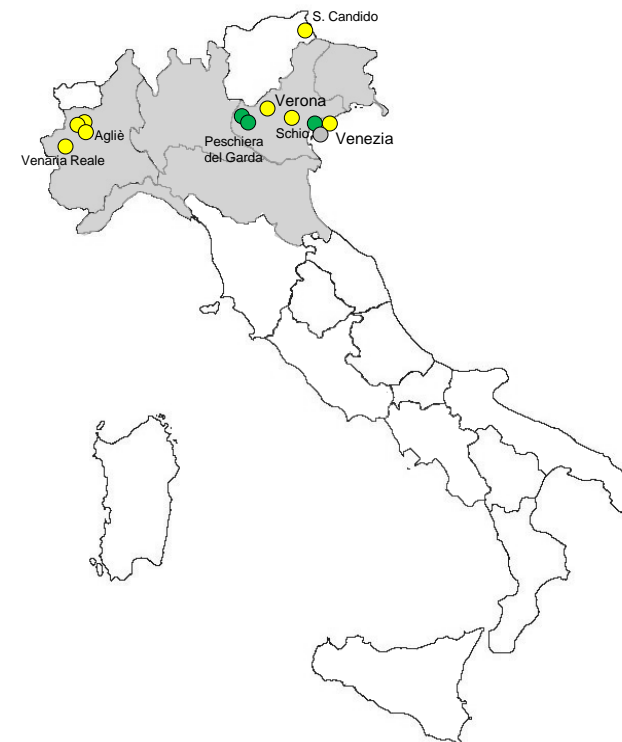 S. Candido
Verona
Agliè
Schio
Venezia
Peschiera
del Garda
Venaria Reale